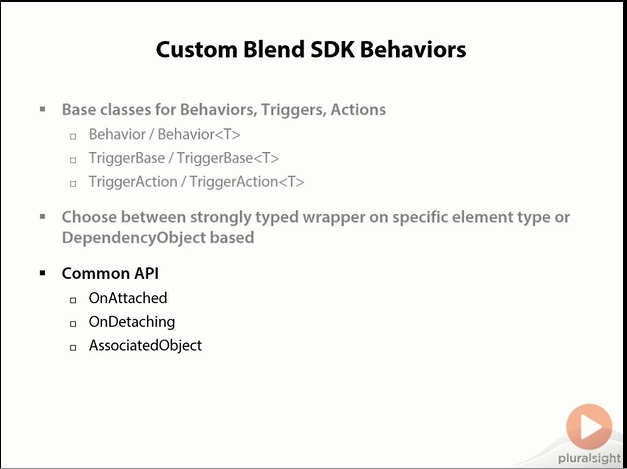 Custom Blend SDK Behaviors
Base classes for Behaviors, Triggers, Actions
Behavior / Behavior<T>
TriggerBase / TriggerBase<T>
TriggerAction / TriggerAction<T>
Choose between strongly typed wrapper on specific element type or
DependencyObject based
Common API
OnAttached
OnDetaching
AssociatedObject
pluralsight